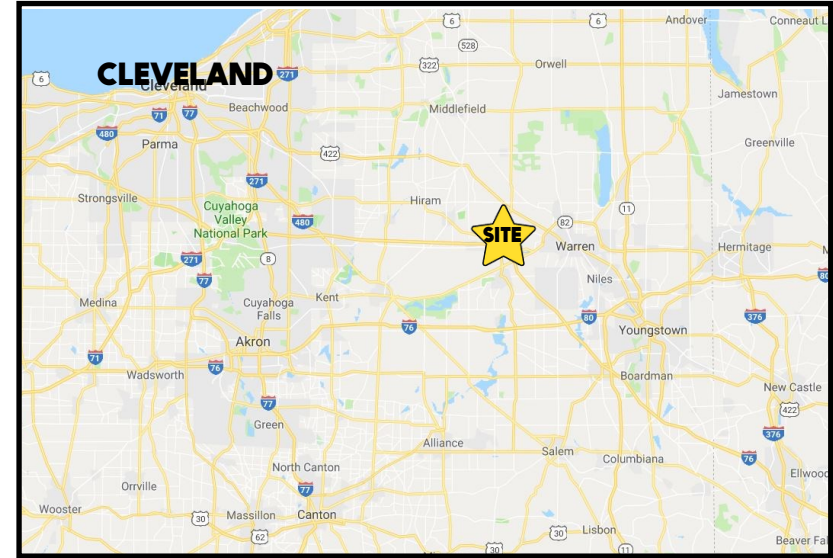 6
6
Andover
Conneaut L
528
322
Orwell
CLEVELAND
271
6
Cleveland
Jamestown
Beachwood
Middlefield
71
77
480
Parma
Greenville
422
271
Strongsville
Cuyahoga
Valley
National Park
Hiram
11
480
82
SITE
Warren
Hermitage
271
8
77
80
Niles
Medina
Cuyahoga
Falls
Kent
376
80
76
Youngstown
Akron
71
76
Wadsworth
Boardman
New Castle
77
422
Green
376
Alliance
Salem
Columbiana
76
North Canton
Ellwood
Orrville
77
Wooster
30
Massillon
Canton
62
30
Lisbon
30
11
Beaver Fal